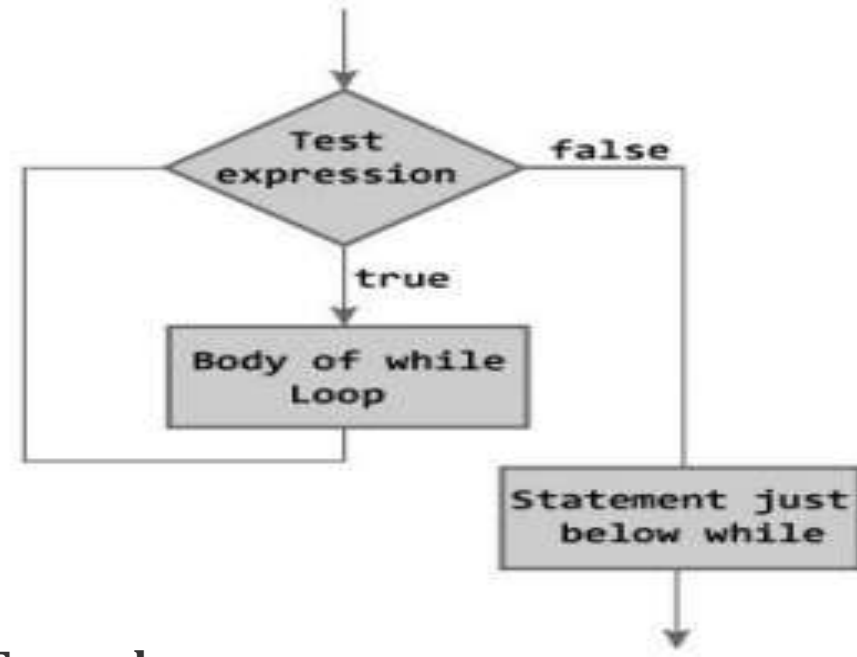 Test
expression
false
true
Body of while
Loop
Statement just
below while